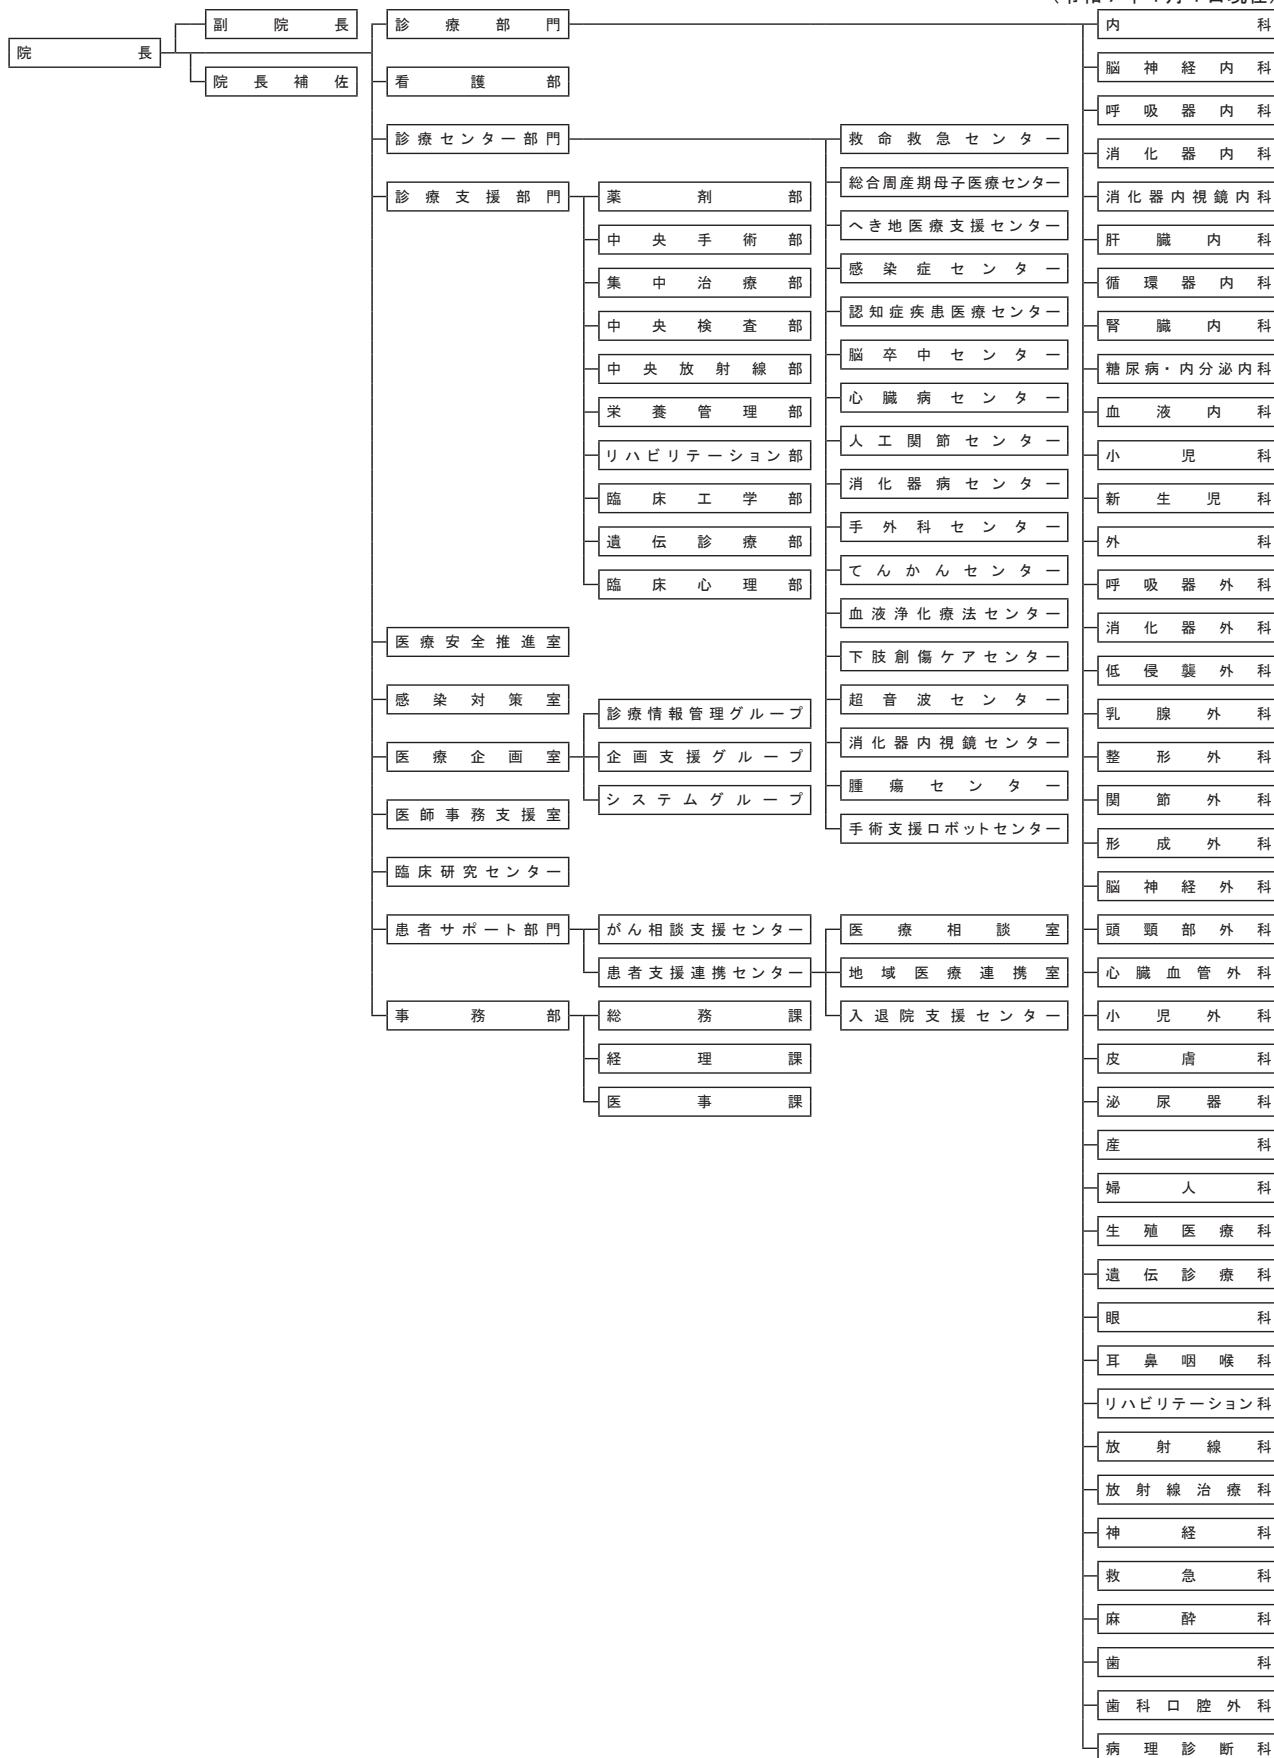 院長
副院長
院長補佐
診療部門
看護部
診療センター部門
診療支援部門
医療安全推進室
感染対策室
医療企画室
医師事務支援室
臨床研究センター
患者サポート部門
事務部
薬剤部
中央手術部
集中治療部
中央検査部
中央放射線部
栄養管理部
リハビリテーション部
臨床工学部
遺伝診療部
臨床心理部
診療情報管理グループ
企画支援グループ
システムグループ
がん相談支援センター
患者支援連携センター
総務課
経理課
医事課
救命救急センター
総合周産期母子医療センター
へき地医療支援センター
感染症センター
認知症疾患医療センター
脳卒中センター
心臓病センター
人工関節センター
消化器病センター
手外科センター
てんかんセンター
血液浄化療法センター
下肢創傷ケアセンター
超音波センター
消化器内視鏡センター
腫瘍センター
手術支援ロボットセンター
医療相談室
地域医療連携室
入退院支援センター
内科
脳神経内科
呼吸器内科
消化器内科
消化器内視鏡内科
肝臓内科
循環器内科
腎臓内科
糖尿病・内分泌内科
血液内科
小児科
新生児科
外科
呼吸器外科
消化器外科
低侵襲外科
乳腺外科
整形外科
関節外科
形成外科
脳神経外科
頭頸部外科
心臓血管外科
小児外科
皮膚科
泌尿器科
産科
婦人科
生殖医療科
遺伝診療科
眼科
耳鼻咽喉科
リハビリテーション科
放射線科
放射線治療科
神経科
救急科
麻酔科
歯科
歯科口腔外科
病理診断科